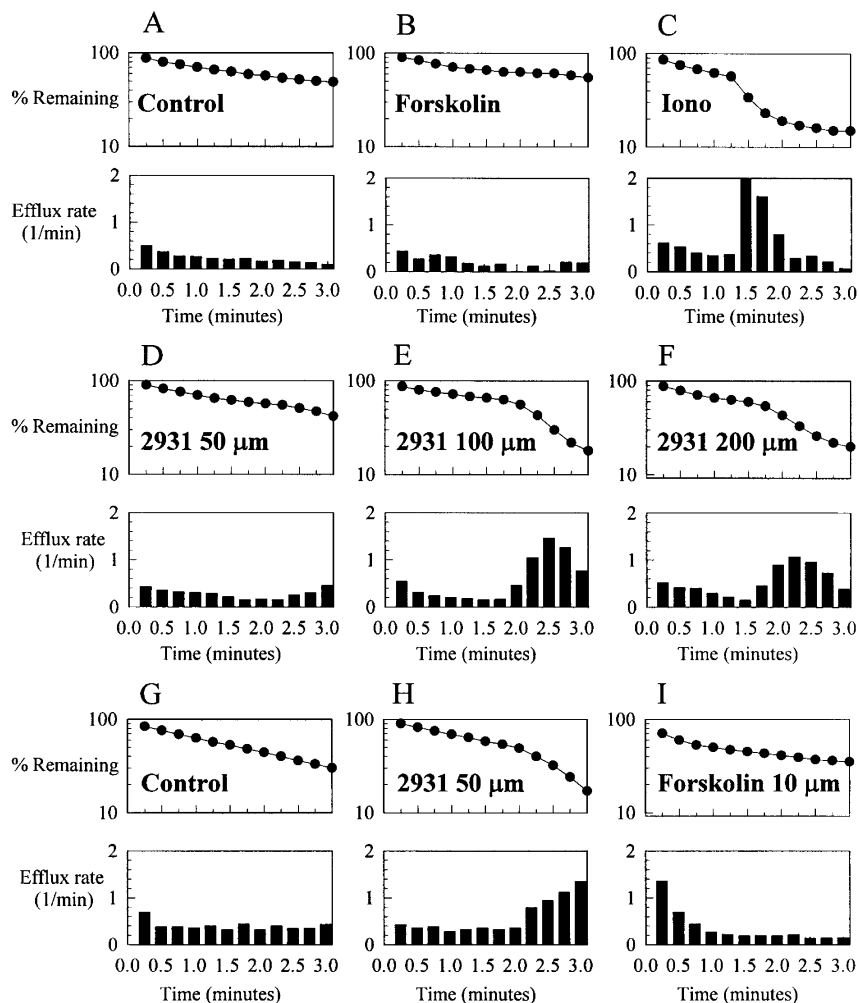 A B C
100 100 100
% Remaining
Control Forskolin Iono
10 10 10
2 2 2
Efflux rate
(1/min)
1 1 1
0 0 0
0.0 0.5 1.0 1.5 2.0 2.5 3.0 0.0 0.5 1.0 1.5 2.0 2.5 3.0 0.0 0.5 1.0 1.5 2.0 2.5 3.0
Time (minutes) Time (minutes) Time (minutes)
D E F
100 100 100
% Remaining
2931 50 μm 2931 100 μm 2931 200 μm
10 10 10
2 2 2
Efflux rate
(1/min)
1 1 1
0 0 0
0.0 0.5 1.0 1.5 2.0 2.5 3.0 0.0 0.5 1.0 1.5 2.0 2.5 3.0 0.0 0.5 1.0 1.5 2.0 2.5 3.0
Time (minutes) Time (minutes) Time (minutes)
G H I
100 100 100
% Remaining
Control 2931 50 μm Forskolin 10 μm
10 10 10
2 2 2
Efflux rate
(1/min)
1 1 1
0 0 0
0.0 0.5 1.0 1.5 2.0 2.5 3.0 0.0 0.5 1.0 1.5 2.0 2.5 3.0 0.0 0.5 1.0 1.5 2.0 2.5 3.0
Time (minutes) Time (minutes) Time (minutes)